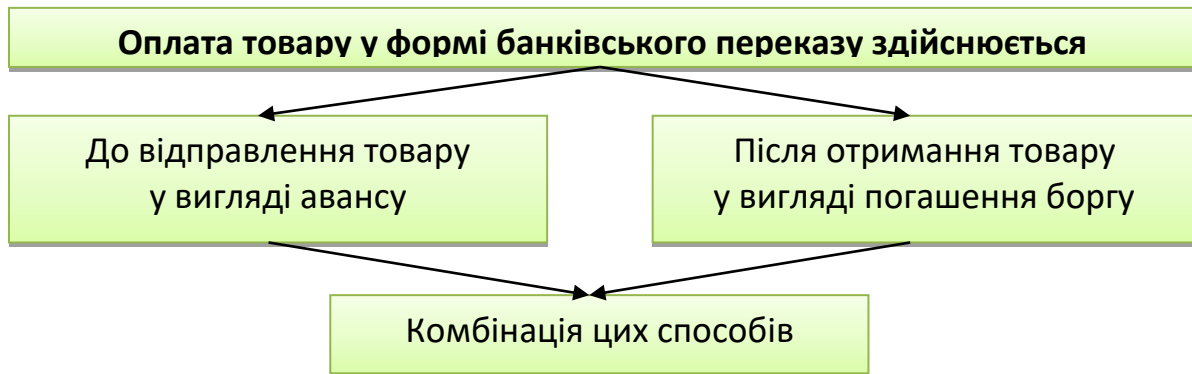 Оплата товару у формі банківського переказу здійснюється
До відправлення товару
у вигляді авансу
Після отримання товару
у вигляді погашення боргу
Комбінація цих способів